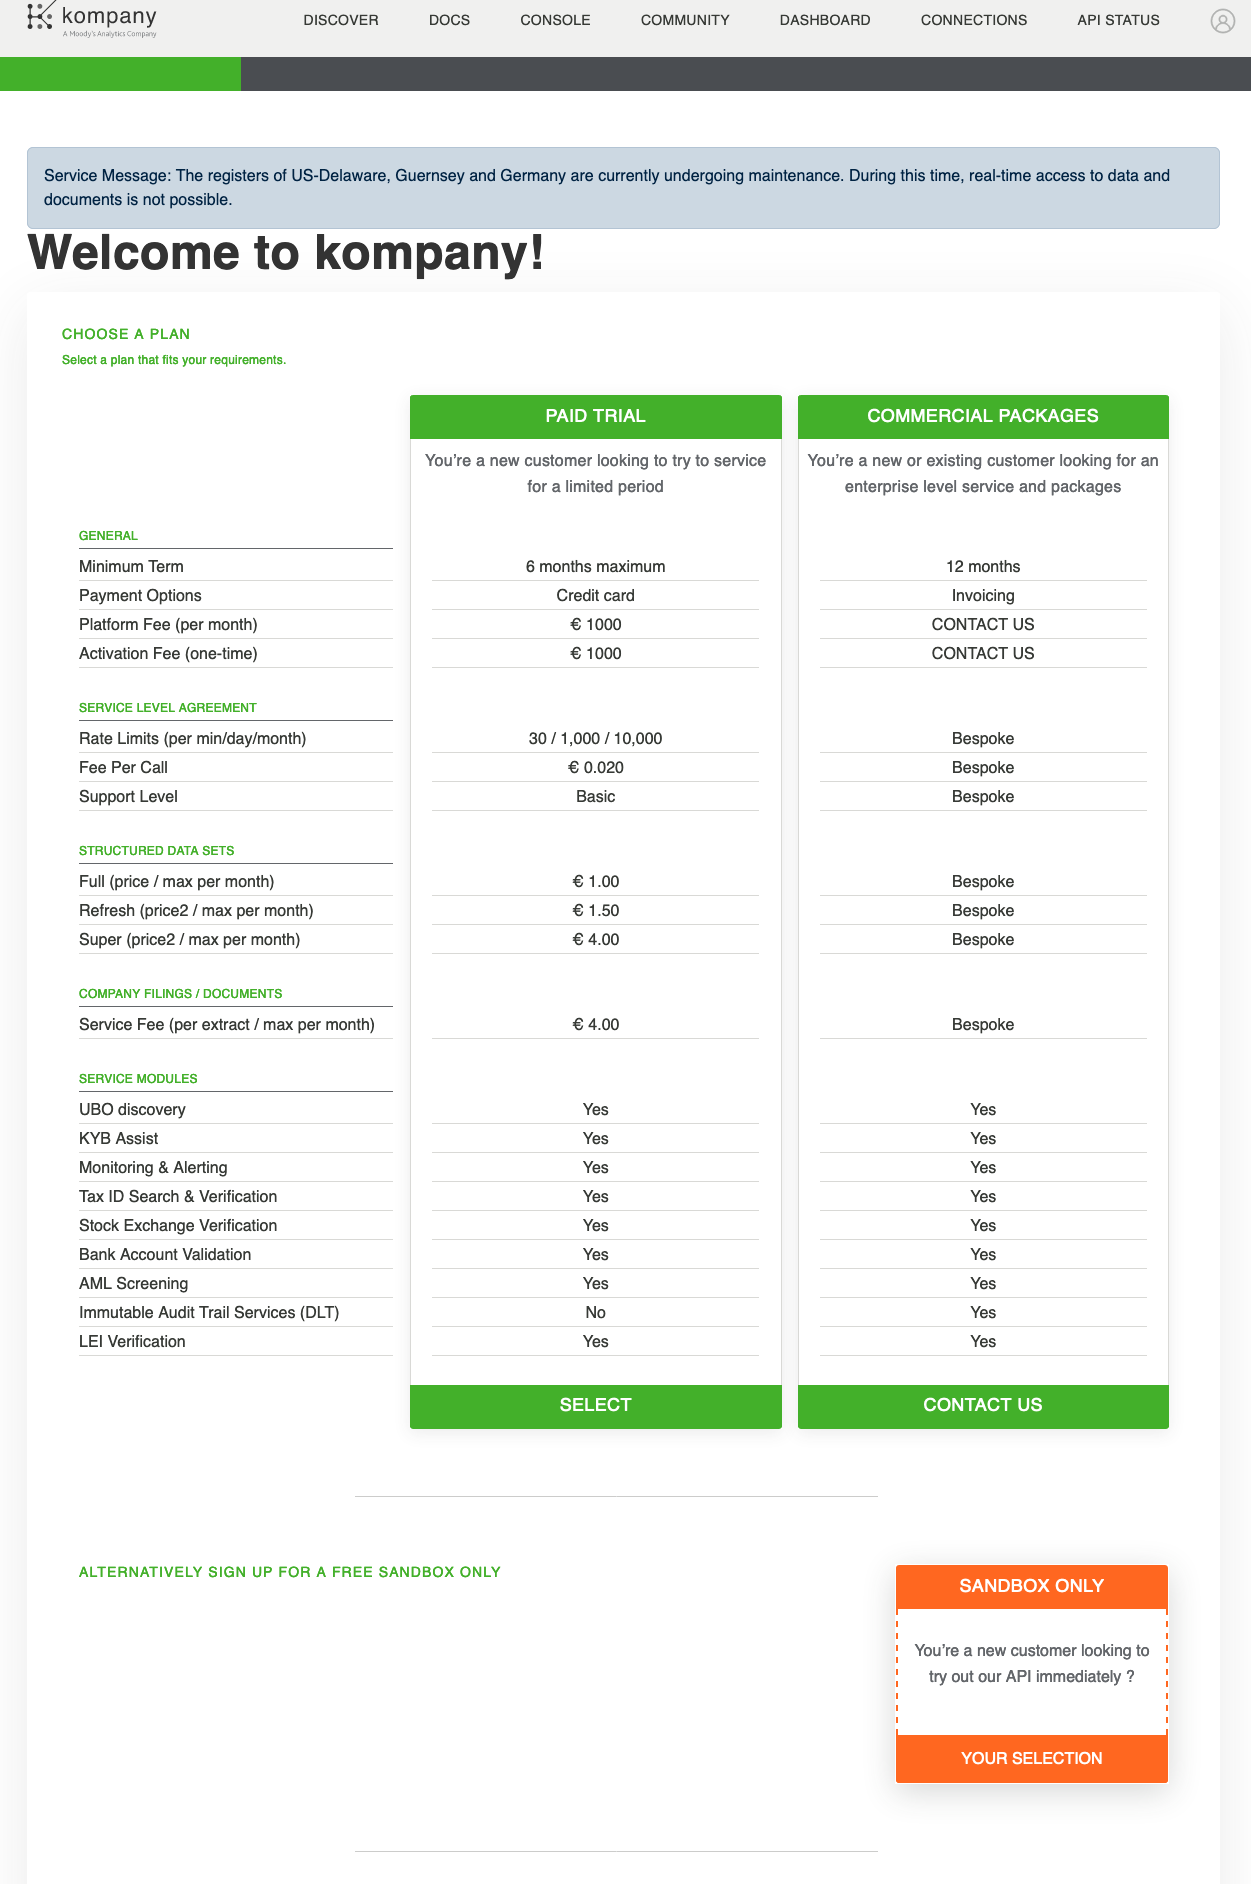 kompany
A Moody's Analytics Company
DISCOVER DOCS CONSOLE COMMUNITY DASHBOARD CONNECTIONS API STATUS
Service Message: The registers of US-Delaware, Guernsey and Germany are currently undergoing maintenance. During this time, real-time access to data and
documents is not possible.
Welcome to kompany!
CHOOSE A PLAN
Select a plan that fits your requirements.
PAID TRIAL COMMERCIAL PACKAGES
You’re a new customer looking to try to service
for a limited period
You’re a new or existing customer looking for an
enterprise level service and packages
GENERAL
Minimum Term 6 months maximum 12 months
Payment Options Credit card Invoicing
Platform Fee (per month) € 1000 CONTACT US
Activation Fee (one-time) € 1000 CONTACT US
SERVICE LEVEL AGREEMENT
Rate Limits (per min/day/month) 30 / 1,000 / 10,000 Bespoke
Fee Per Call € 0.020 Bespoke
Support Level Basic Bespoke
STRUCTURED DATA SETS
Full (price / max per month) € 1.00 Bespoke
Refresh (price2 / max per month) € 1.50 Bespoke
Super (price2 / max per month) € 4.00 Bespoke
COMPANY FILINGS / DOCUMENTS
Service Fee (per extract / max per month) € 4.00 Bespoke
SERVICE MODULES
UBO discovery Yes Yes
KYB Assist Yes Yes
Monitoring & Alerting Yes Yes
Tax ID Search & Verification Yes Yes
Stock Exchange Verification Yes Yes
Bank Account Validation Yes Yes
AML Screening Yes Yes
Immutable Audit Trail Services (DLT) No Yes
LEI Verification Yes Yes
SELECT CONTACT US
ALTERNATIVELY SIGN UP FOR A FREE SANDBOX ONLY
SANDBOX ONLY
You’re a new customer looking to
try out our API immediately ?
YOUR SELECTION